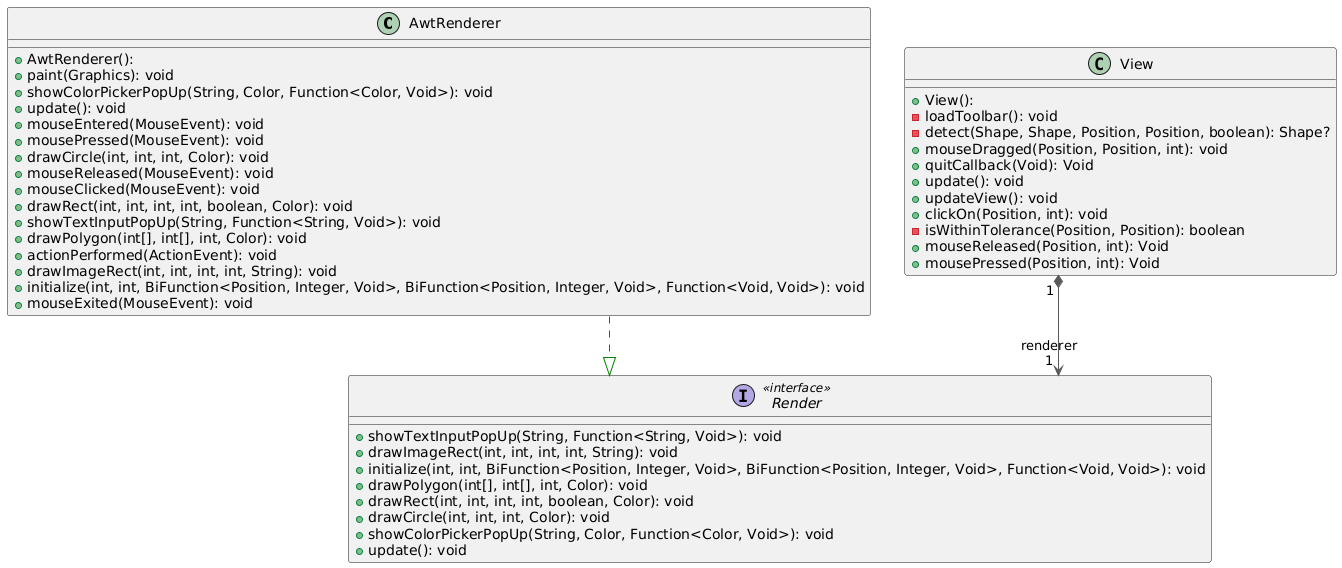 C AwtRenderer
AwtRenderer():
paint(Graphics): void
showColorPickerPopUp(String, Color, Function<Color, Void>): void
update(): void
mouseEntered(MouseEvent): void
mousePressed(MouseEvent): void
drawCircle(int, int, int, Color): void
mouseReleased(MouseEvent): void
mouseClicked(MouseEvent): void
drawRect(int, int, int, int, boolean, Color): void
showTextInputPopUp(String, Function<String, Void>): void
drawPolygon(int[], int[], int, Color): void
actionPerformed(ActionEvent): void
drawImageRect(int, int, int, int, String): void
initialize(int, int, BiFunction<Position, Integer, Void>, BiFunction<Position, Integer, Void>, Function<Void, Void>): void
mouseExited(MouseEvent): void
C View
View():
loadToolbar(): void
detect(Shape, Shape, Position, Position, boolean): Shape?
mouseDragged(Position, Position, int): void
quitCallback(Void): Void
update(): void
updateView(): void
clickOn(Position, int): void
isWithinTolerance(Position, Position): boolean
mouseReleased(Position, int): Void
mousePressed(Position, int): Void
1
renderer
1
I «interface»
Render
showTextInputPopUp(String, Function<String, Void>): void
drawImageRect(int, int, int, int, String): void
initialize(int, int, BiFunction<Position, Integer, Void>, BiFunction<Position, Integer, Void>, Function<Void, Void>): void
drawPolygon(int[], int[], int, Color): void
drawRect(int, int, int, int, boolean, Color): void
drawCircle(int, int, int, Color): void
showColorPickerPopUp(String, Color, Function<Color, Void>): void
update(): void